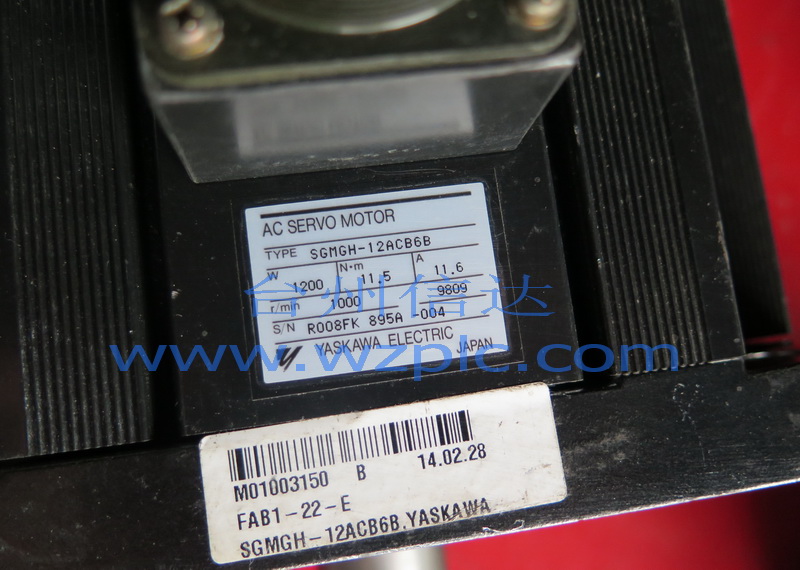 AC SERVO MOTOR
TYPE SGMGH-12ACB6B
W 1200 N·m 11.5 A 11.6
r/min 1000 9809
S/N R008FK 895A -004
YASKAWA ELECTRIC JAPAN
台州信达
www.wzplc.com
M01003150 B 14.02.28
FAB1-22-E
SGMGH-12ACB6B.YASKAWA